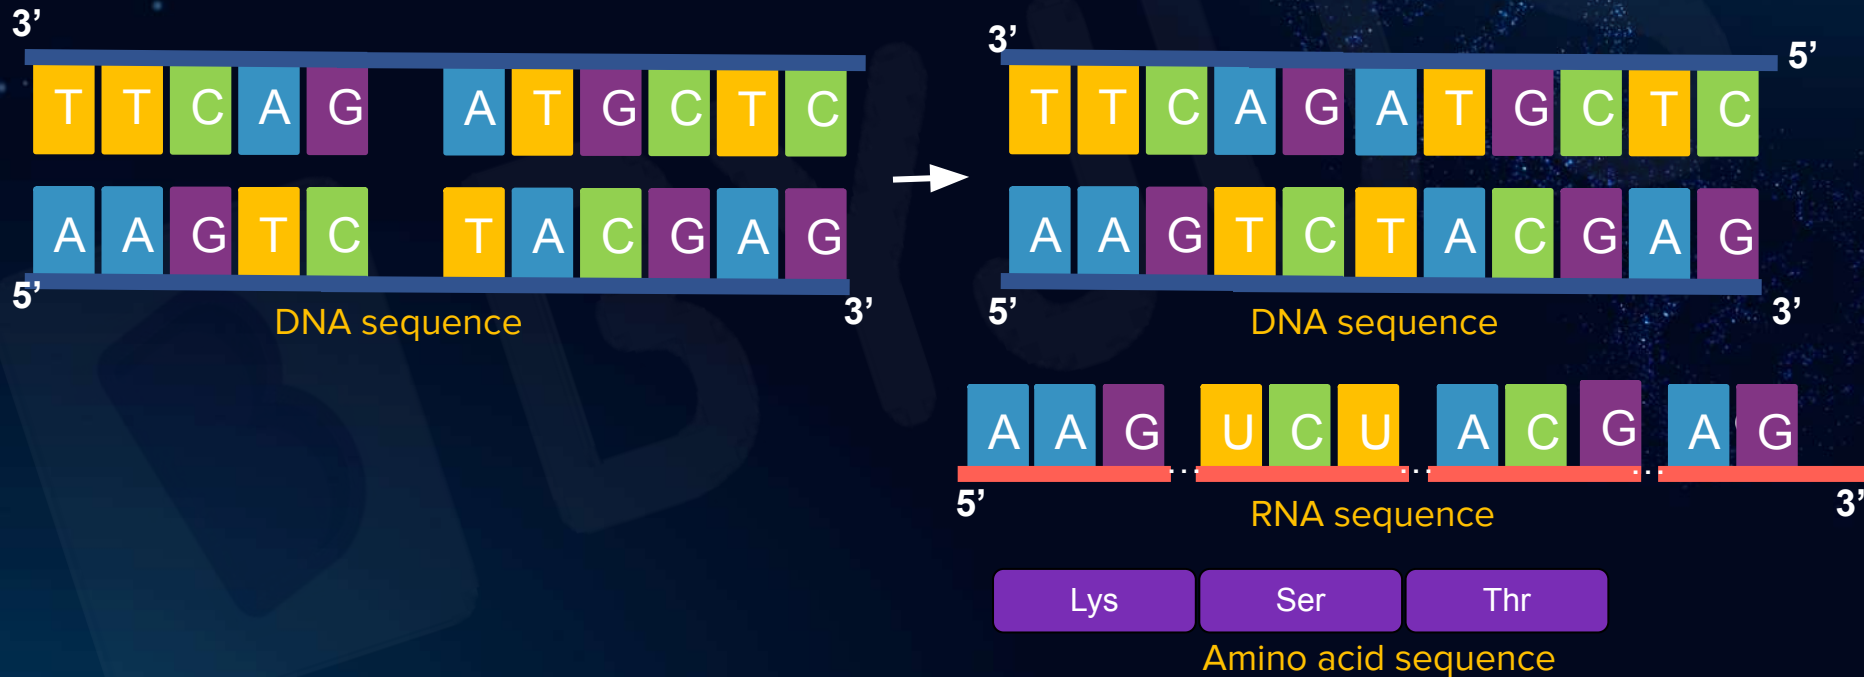 3’
T T C A G A T G C T C
A A G T C T A C G A G
5’ 3’
DNA sequence
3’ 5’
T T C A G A T G C T C
A A G T C T A C G A G
5’ 3’
DNA sequence
A A G ... U C U ... A C G ... A G
5’ 3’
RNA sequence
Lys Ser Thr
Amino acid sequence